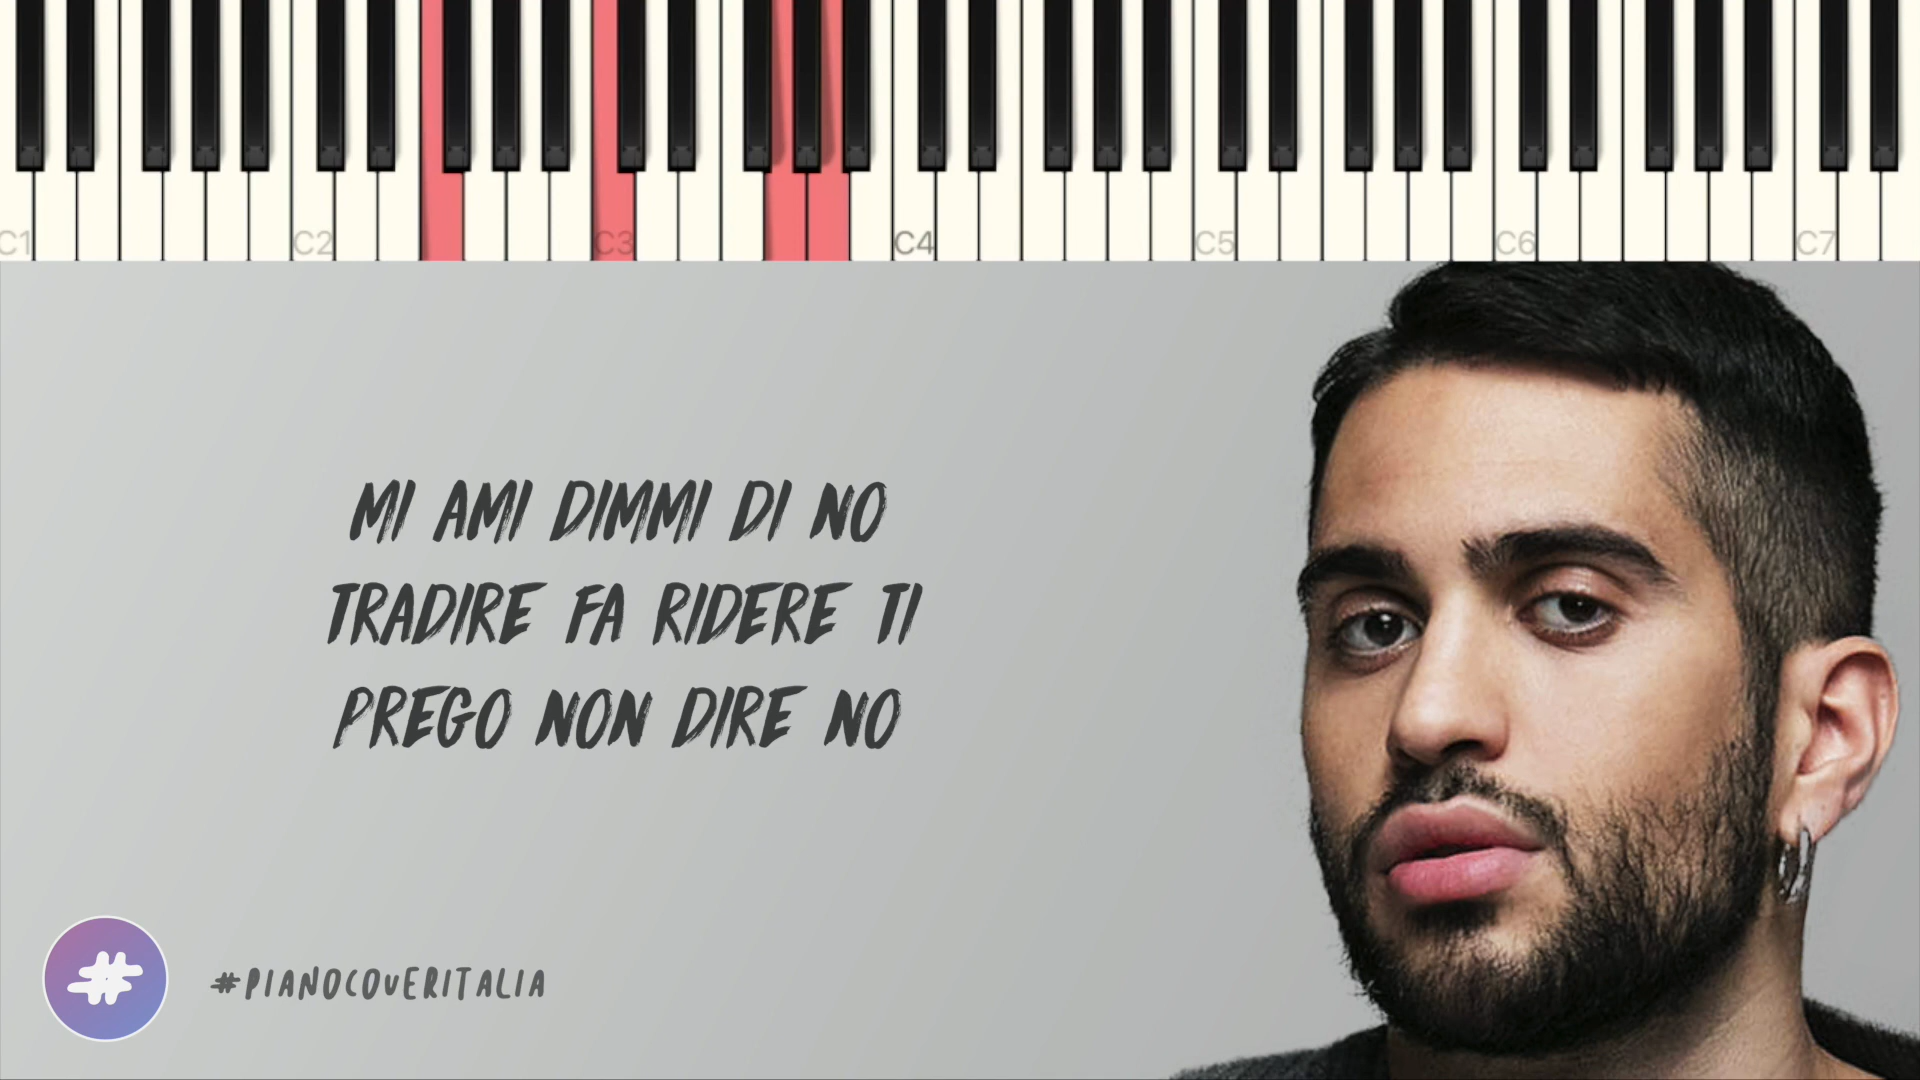 C1 C2 C3 C4 C5 C6 C7
MI AMI DIMMI DI NO
TRADIRE FA RIDERE TI
PREGO NON DIRE NO
#
#PIANOCOVERITALIA